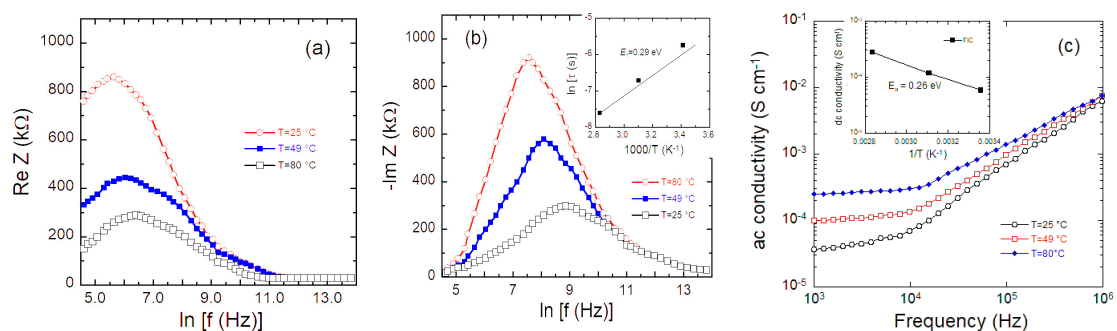 (a)
Re Z (kΩ)
1000
800
600
400
200
0
T=25 °C
T=49 °C
T=80 °C
5.0 7.0 9.0 11.0 13.0
ln [f (Hz)]
(b)
-Im Z (kΩ)
1000
800
600
400
200
0
T=80 °C
T=49 °C
T=25 °C
5 7 9 11 13
ln [f (Hz)]
ln [τ (s)]
-5
-6
-7
-8
2.8 3.0 3.2 3.4 3.6
1000/T (K⁻¹)
=0.29 eV
(c)
ac conductivity (S cm⁻¹)
10⁻¹
10⁻²
10⁻³
10⁻⁴
10⁻⁵
T=25 °C
T=49 °C
T=80°C
10³ 10⁴ 10⁵ 10⁶
Frequency (Hz)
dc conductivity (S cm
0.0028 0.0030 0.0032 0.0034
1/T (K⁻¹)
= 0.26 eV